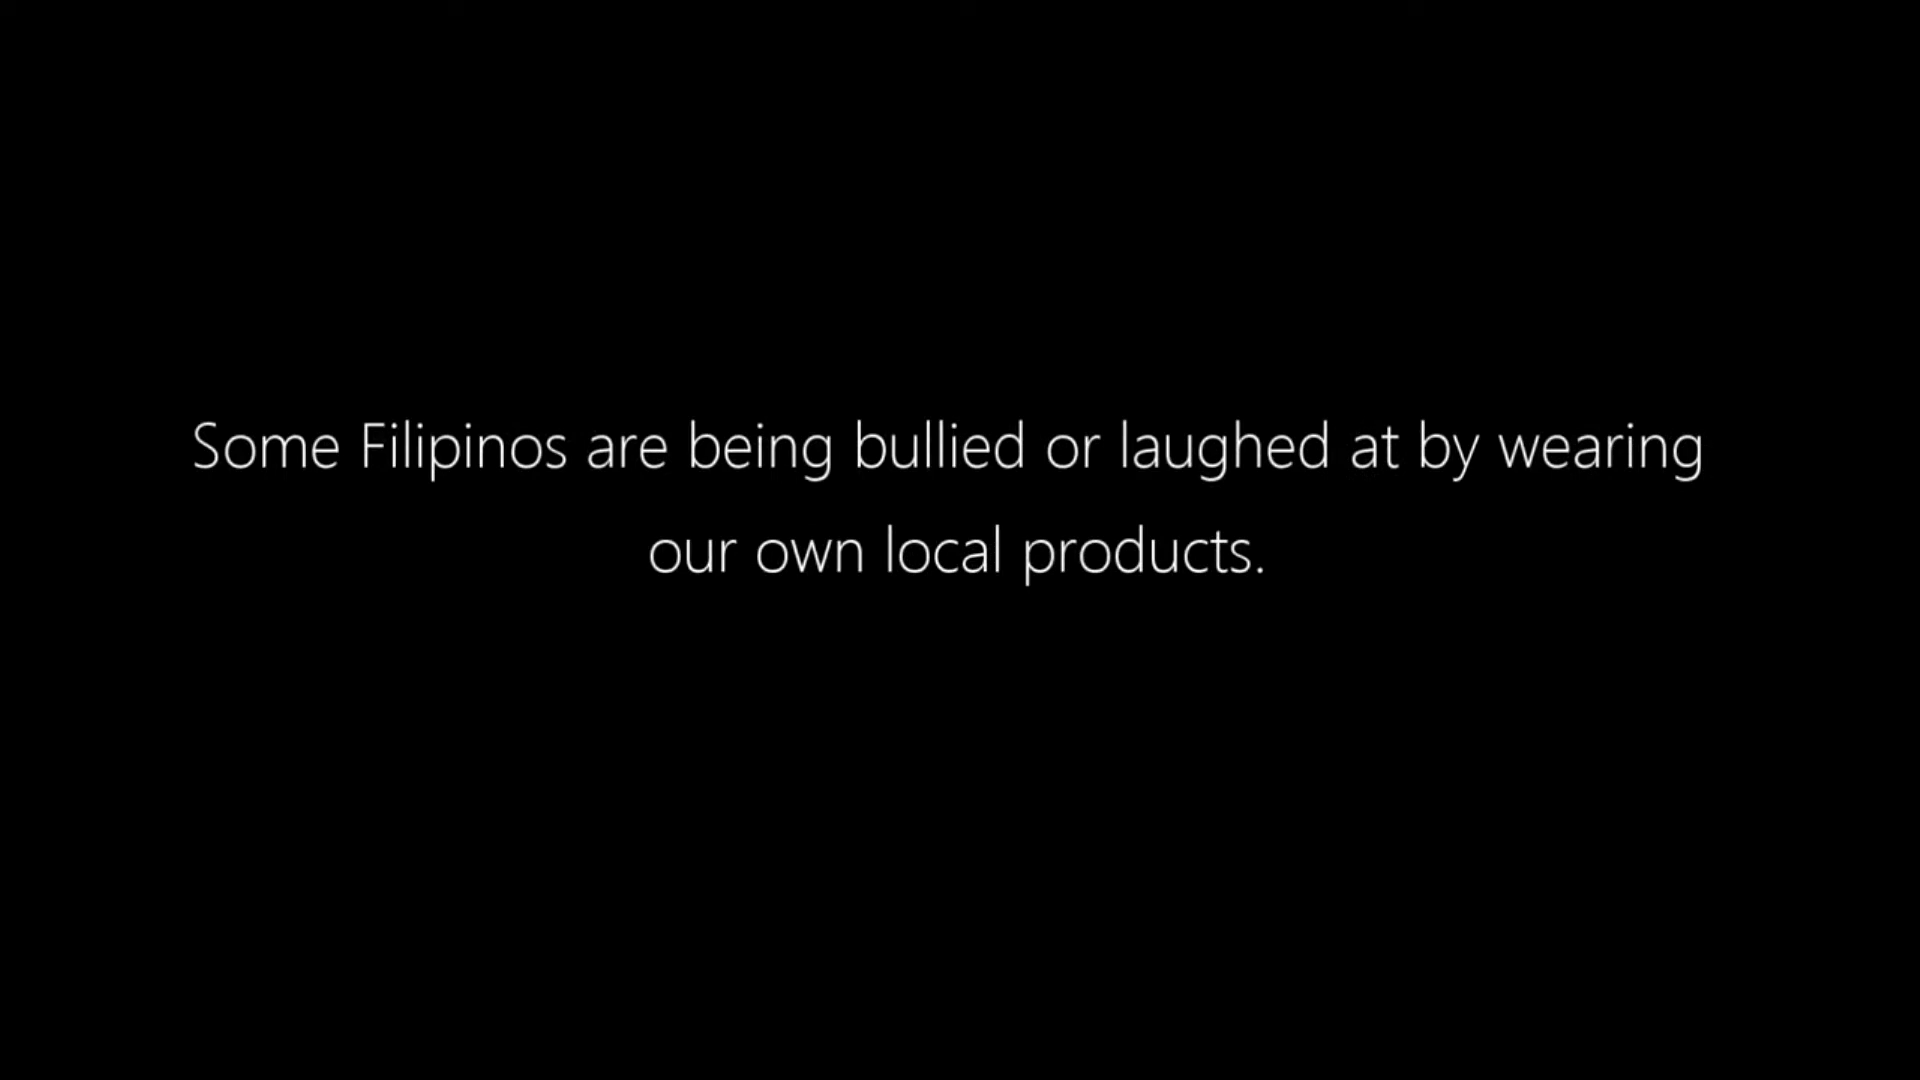 Some Filipinos are being bullied or laughed at by wearing
our own local products.